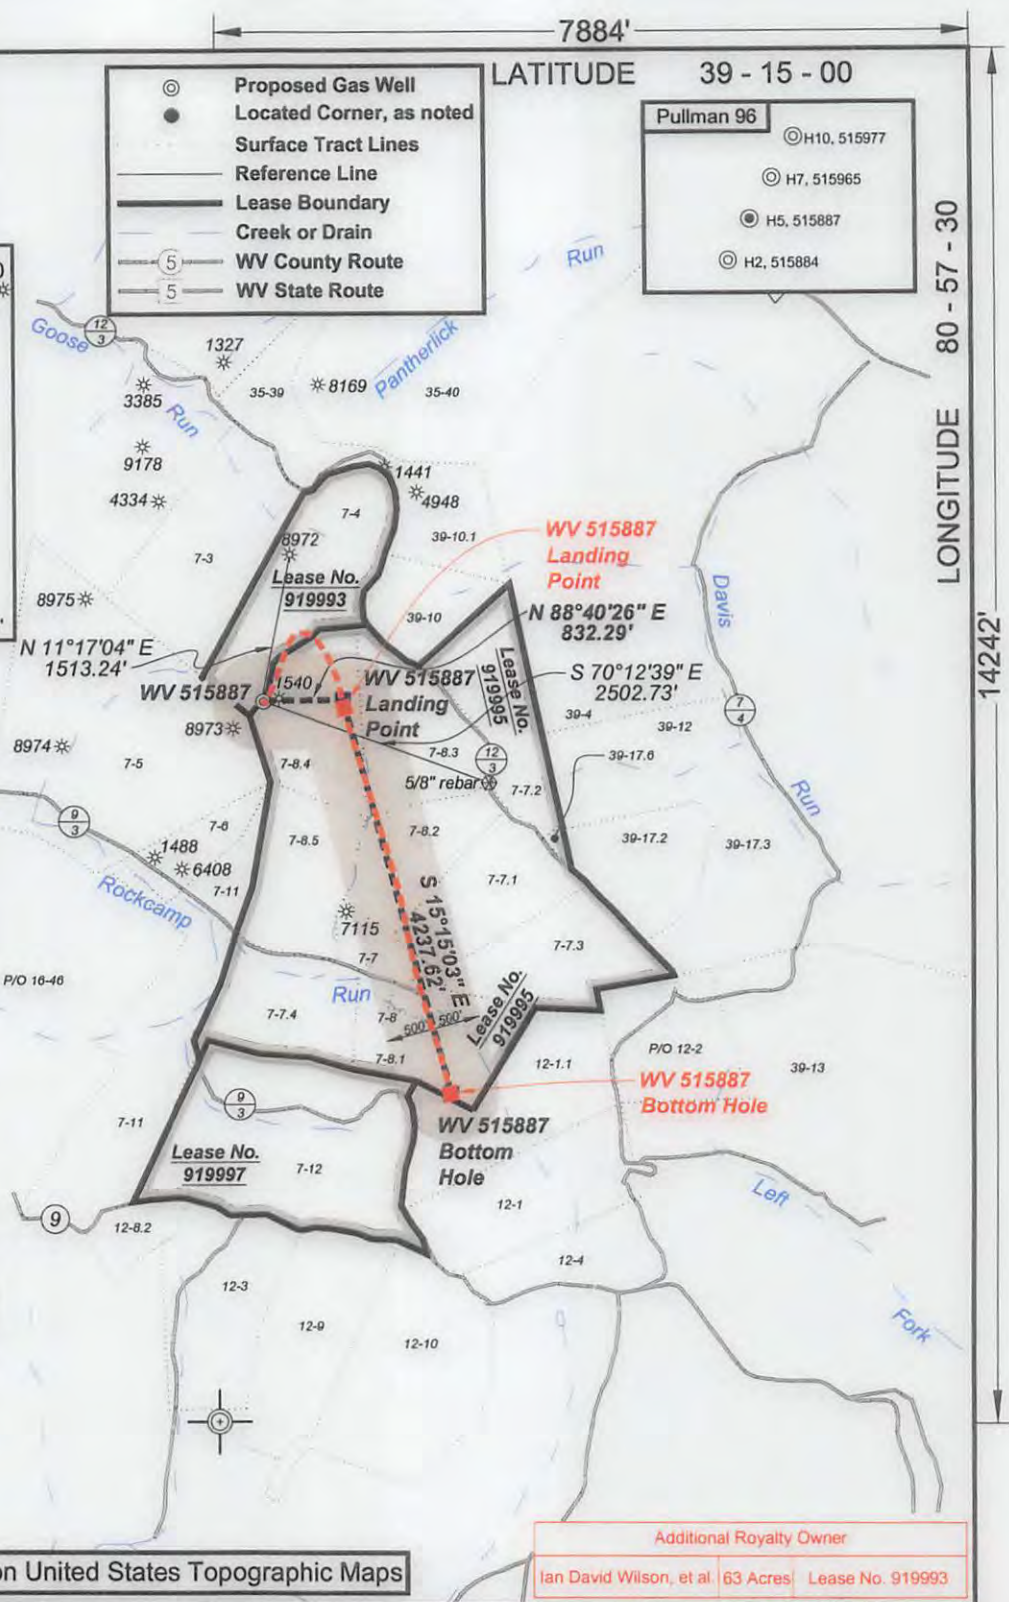 7884'
LATITUDE 39 - 15 - 00
Proposed Gas Well
Located Corner, as noted
Surface Tract Lines
Reference Line
Lease Boundary
Creek or Drain
5 WV County Route
5 WV State Route
Pullman 96
H10, 515977
H7, 515965
H5, 515887
H2, 515884
LONGITUDE 80 - 57 - 30
14242'
Run
Pantherlick
Goose
12
3
Run
1327
3385
35-39
8169
35-40
9178
4334
1441
4948
7-4
39-10.1
8972
7-3
Lease No.
919993
WV 515887
Landing
Point
8975
39-10
N 88°40'26" E
832.29'
N 11°17'04" E
1513.24'
Lease No.
919995
S 70°12'39" E
2502.73'
WV 515887
1540
WV 515887
Landing
Point
8973
8974
7-5
7-8.4
7-8.3
12
3
5/8" rebar
7-7.2
39-4
39-12
39-17.6
Davis
7
4
Run
9
3
7-6
7-8.5
7-8.2
39-17.2
39-17.3
1488
6408
7-11
Rockcamp
7-7.1
7115
S 15°15'03" E
4237.62'
7-7
7-7.3
P/O 16-46
Run
7-7.4
7-8
500' 500'
Lease No.
919995
7-8.1
12-1.1
P/O 12-2
39-13
WV 515887
Bottom Hole
9
3
7-11
WV 515887
Bottom
Hole
Lease No.
919997
7-12
12-1
Left
9
12-8.2
12-4
12-3
12-9
12-10
Fork
on United States Topographic Maps
Additional Royalty Owner
Ian David Wilson, et al. 63 Acres Lease No. 919993